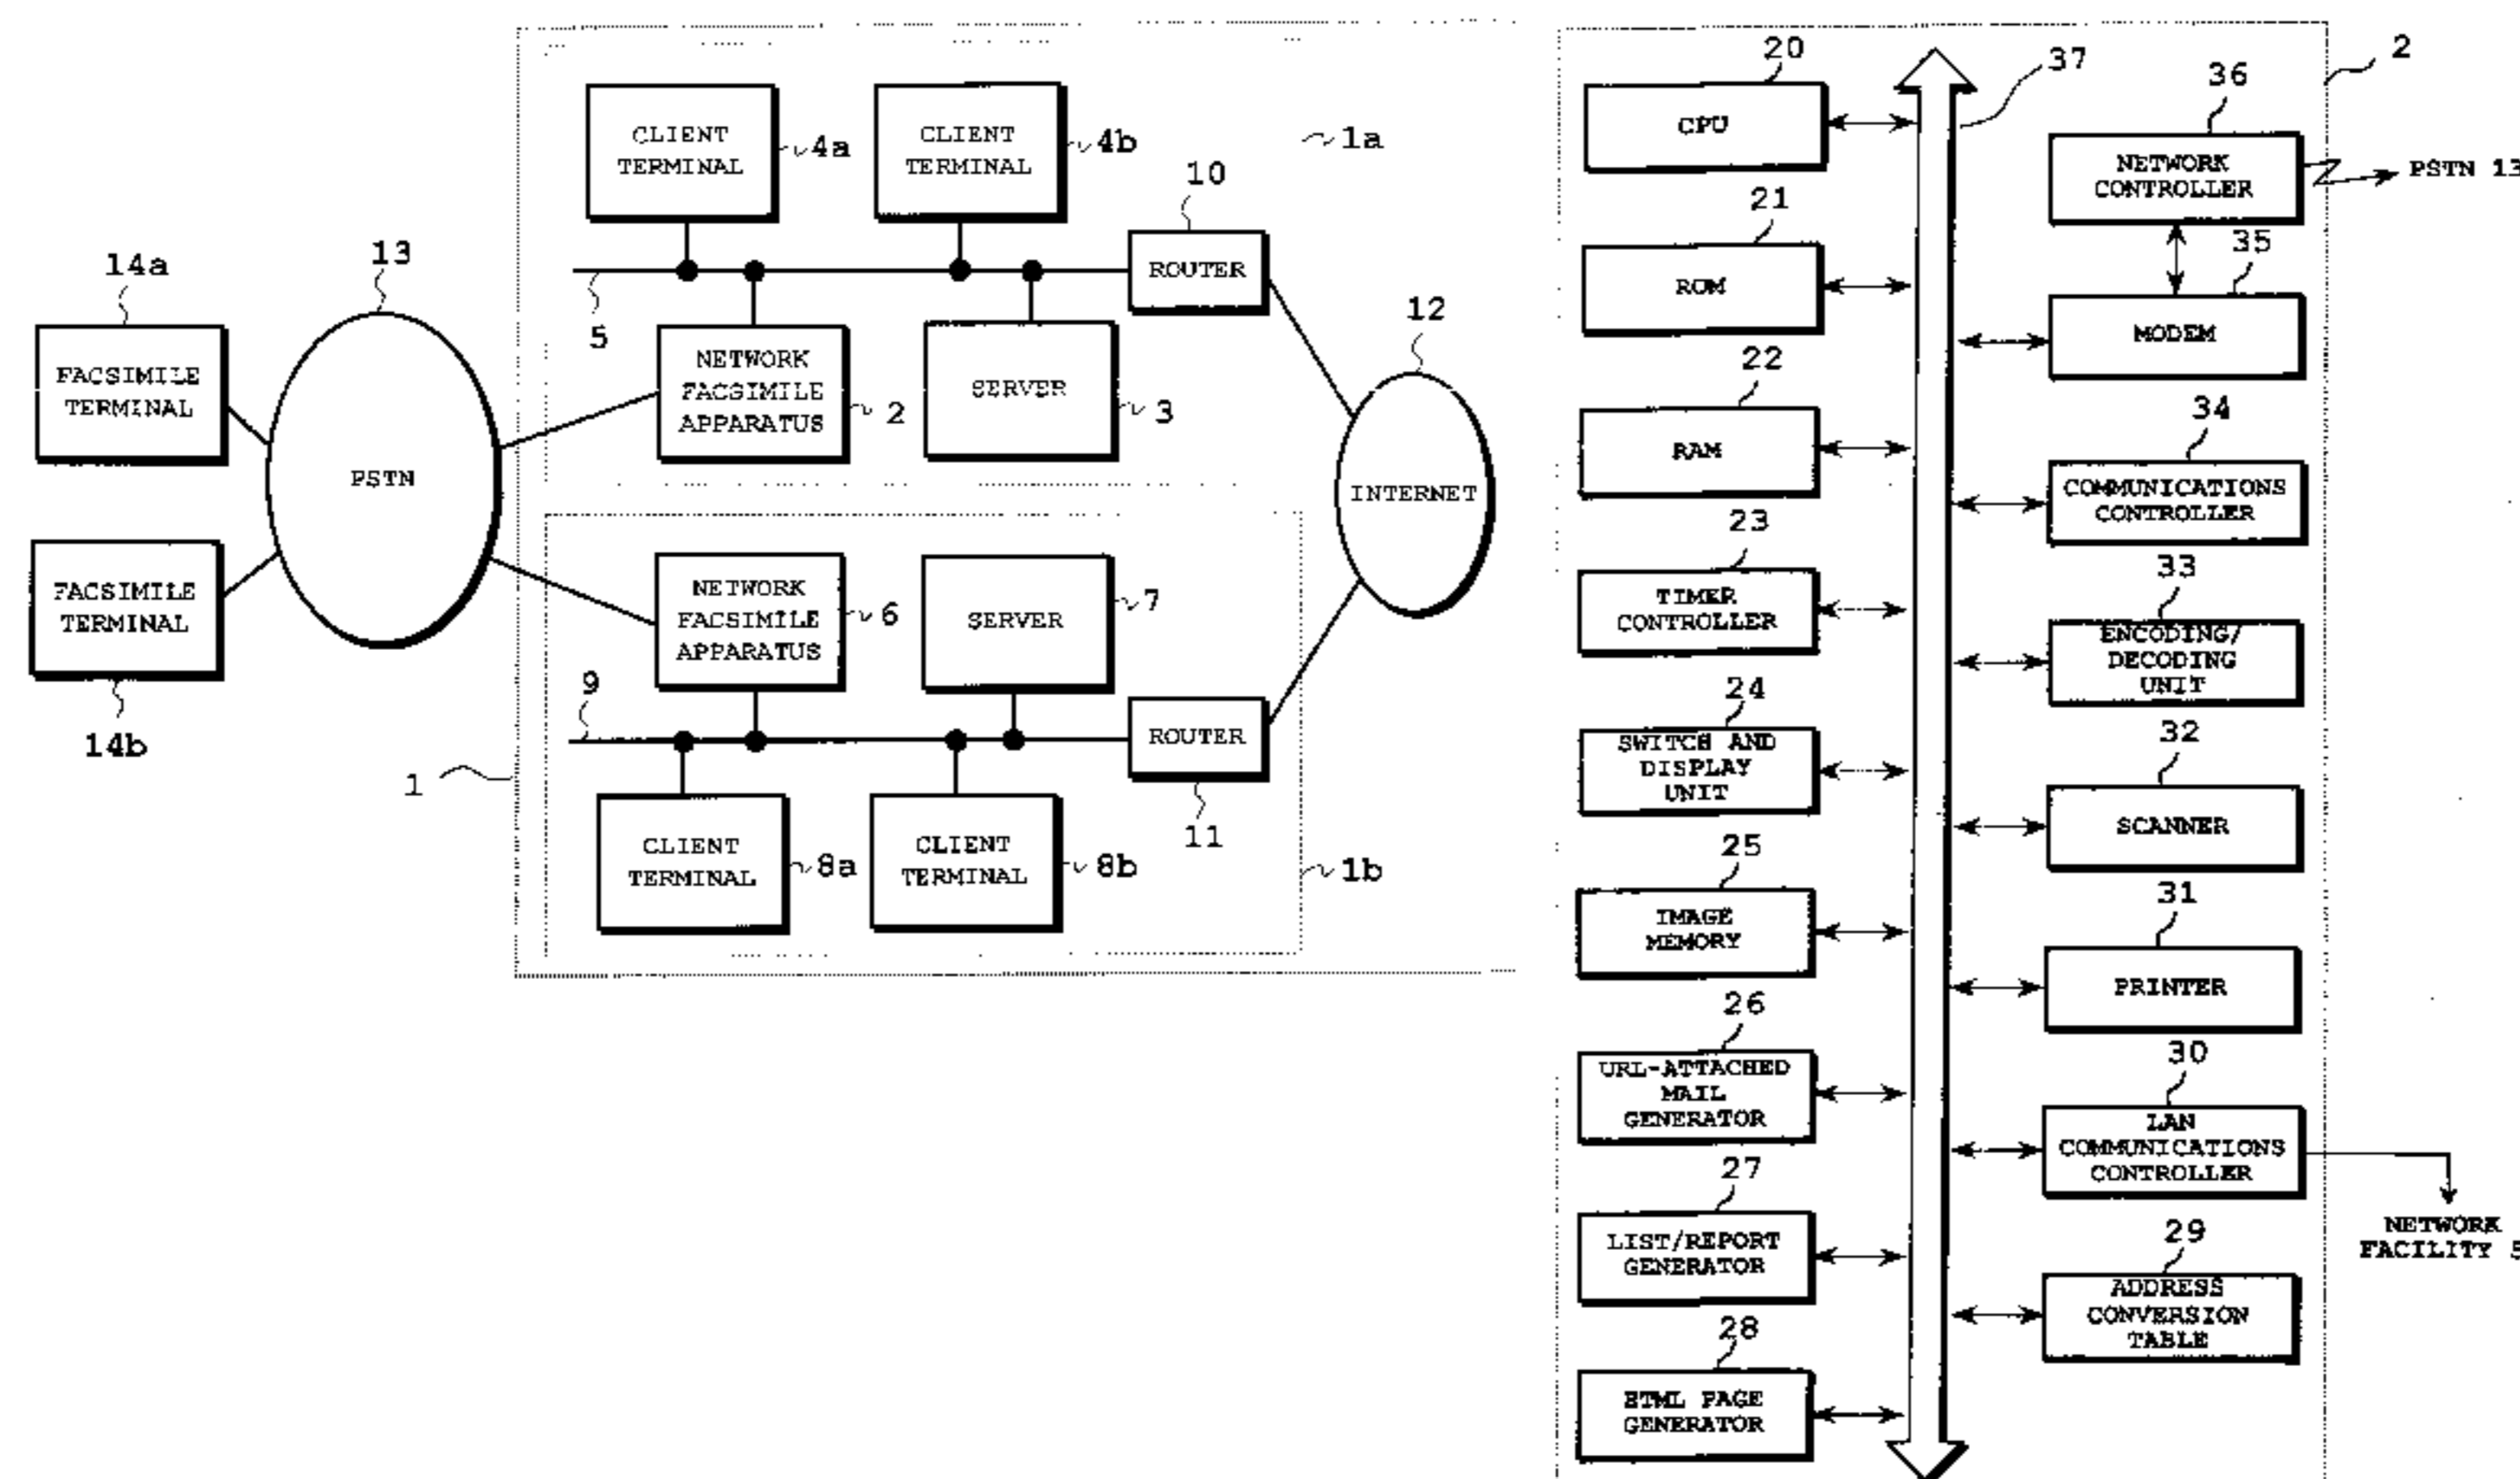 CLIENT
TERMINAL
4a
CLIENT
TERMINAL
4b
1a
10
ROUTER
14a
FACSIMILE
TERMINAL
13
PSTN
5
NETWORK
FACSIMILE
APPARATUS
2
SERVER
3
12
INTERNET
FACSIMILE
TERMINAL
14b
NETWORK
FACSIMILE
APPARATUS
6
SERVER
7
9
ROUTER
11
1
CLIENT
TERMINAL
8a
CLIENT
TERMINAL
8b
1b
2
37
20
CPU
21
ROM
22
RAM
23
TIMER
CONTROLLER
24
SWITCH AND
DISPLAY
UNIT
25
IMAGE
MEMORY
26
URL-ATTACHED
MAIL
GENERATOR
27
LIST/REPORT
GENERATOR
28
HTML PAGE
GENERATOR
36
NETWORK
CONTROLLER
PSTN 13
35
MODEM
34
COMMUNICATIONS
CONTROLLER
33
ENCODING/
DECODING
UNIT
32
SCANNER
31
PRINTER
30
LAN
COMMUNICATIONS
CONTROLLER
NETWORK
FACILITY 5
29
ADDRESS
CONVERSION
TABLE